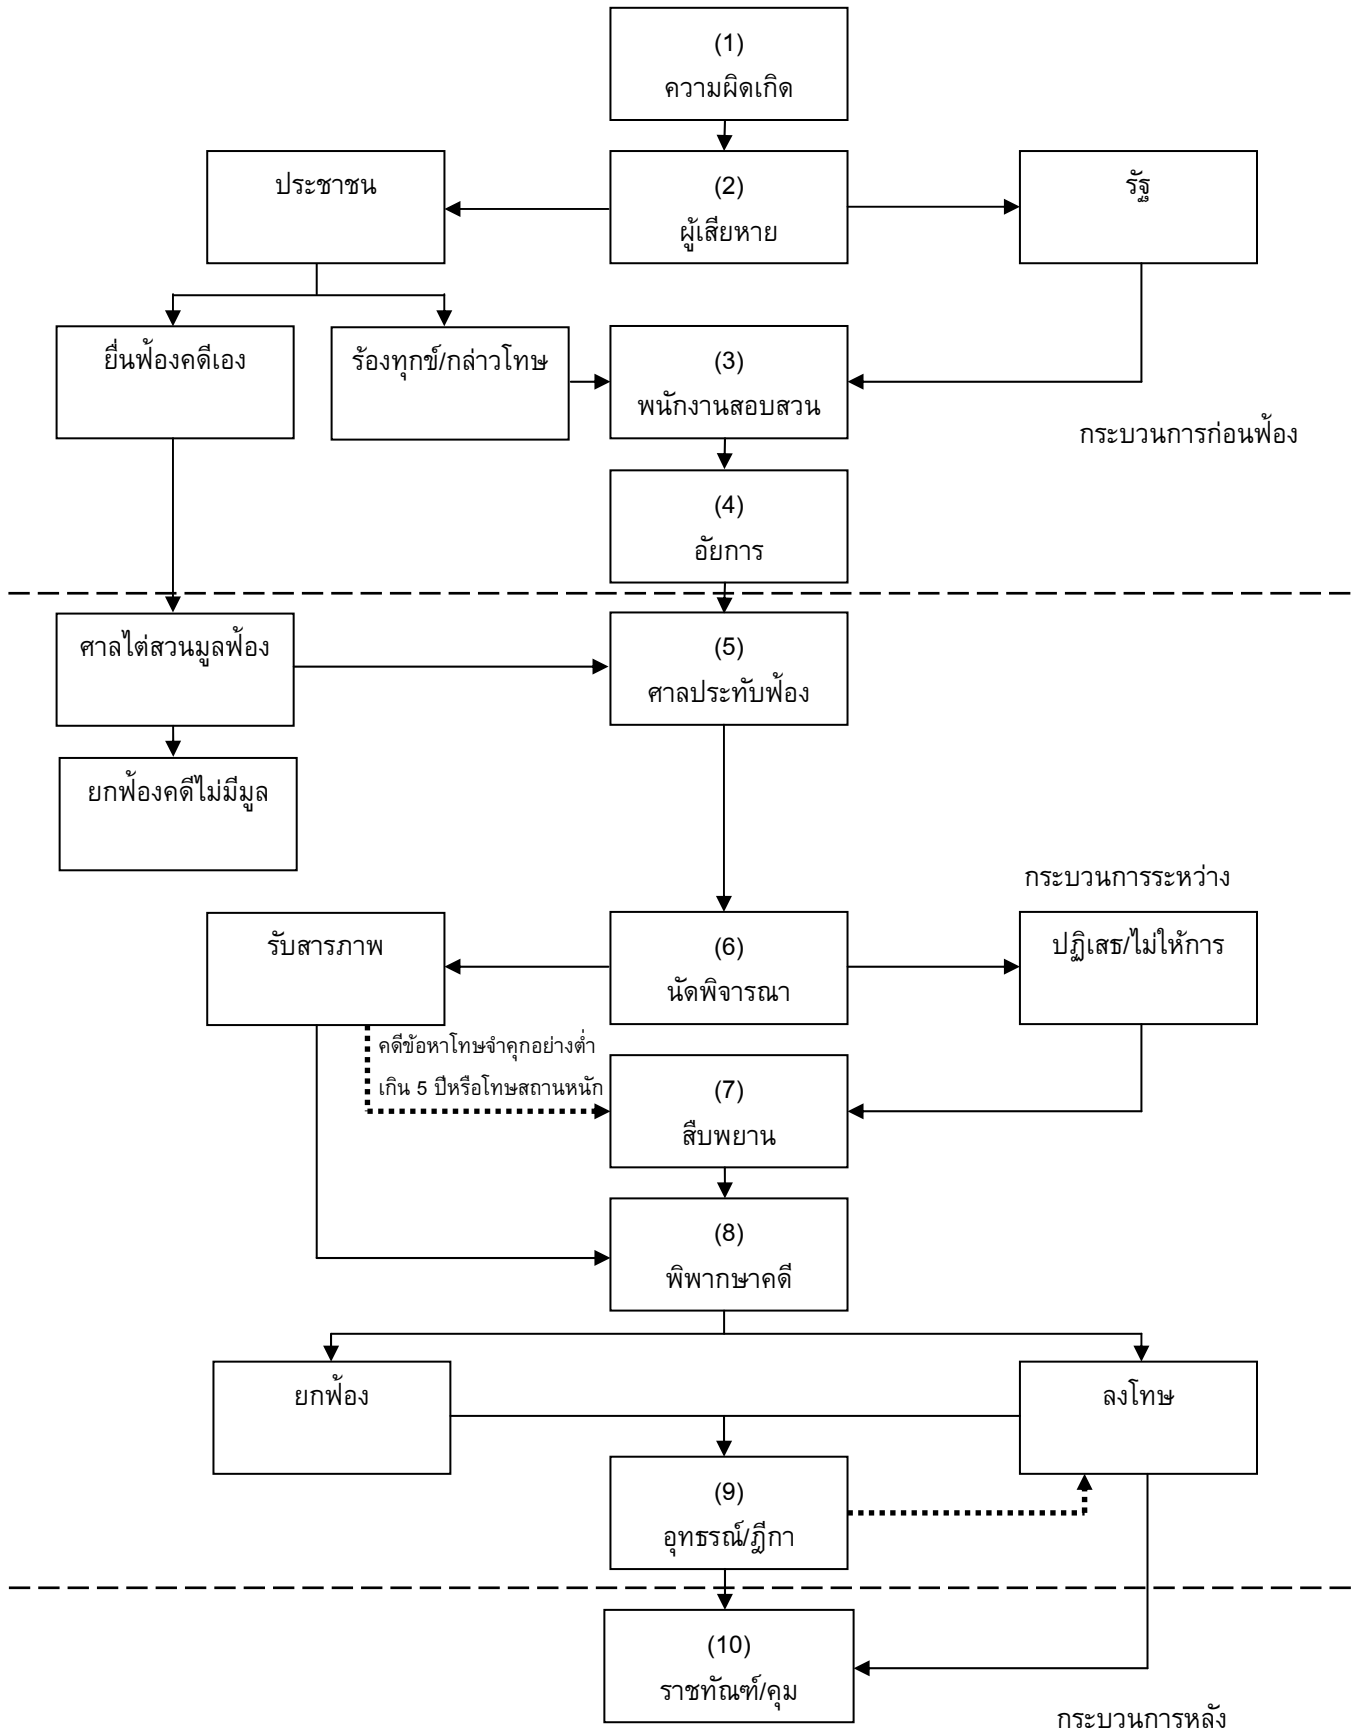 (1)
ความผิดเกิด
ประชาชน
(2)
ผู้เสียหาย
รัฐ
ยื่นฟ้องคดีเอง
ร้องทุกข์/กล่าวโทษ
(3)
พนักงานสอบสวน
กระบวนการก่อนฟ้อง
(4)
อัยการ
ศาลไต่สวนมูลฟ้อง
(5)
ศาลประทับฟ้อง
ยกฟ้องคดีไม่มีมูล
กระบวนการระหว่าง
รับสารภาพ
(6)
นัดพิจารณา
ปฏิเสธ/ไม่ให้การ
คดีข้อหาโทษจำคุกอย่างต่ำ
เกิน 5 ปีหรือโทษสถานหนัก
(7)
สืบพยาน
(8)
พิพากษาคดี
ยกฟ้อง
ลงโทษ
(9)
อุทธรณ์/ฎีกา
(10)
ราชทัณฑ์/คุม
กระบวนการหลัง